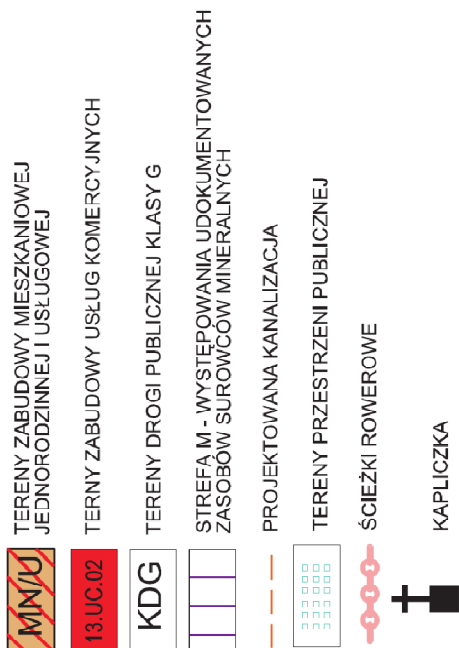 MN/U
TERENY ZABUDOWY MIESZKANIOWEJ
JEDNORODZINNEJ I USŁUGOWEJ
13.UC.02
TERNY ZABUDOWY USŁUG KOMERCYJNYCH
KDG
TERENY DROGI PUBLICZNEJ KLASY G
STREFA M - WYSTĘPOWANIA UDOKUMENTOWANYCH
ZASOBÓW SUROWCÓW MINERALNYCH
PROJEKTOWANA KANALIZACJA
TERENY PRZESTRZENI PUBLICZNEJ
ŚCIEŻKI ROWEROWE
KAPLICZKA